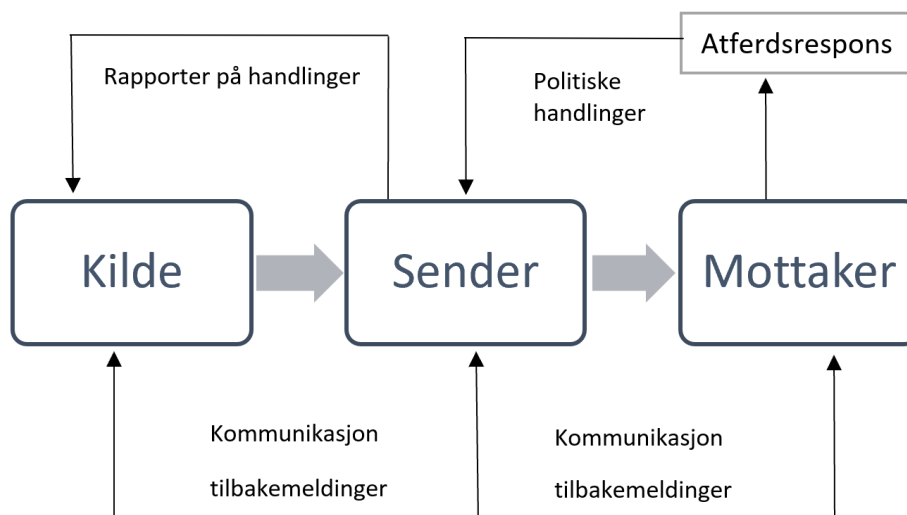 Atferdsrespons
Rapporter på handlinger
Politiske
handlinger
Kilde
Sender
Mottaker
Kommunikasjon
tilbakemeldinger
Kommunikasjon
tilbakemeldinger